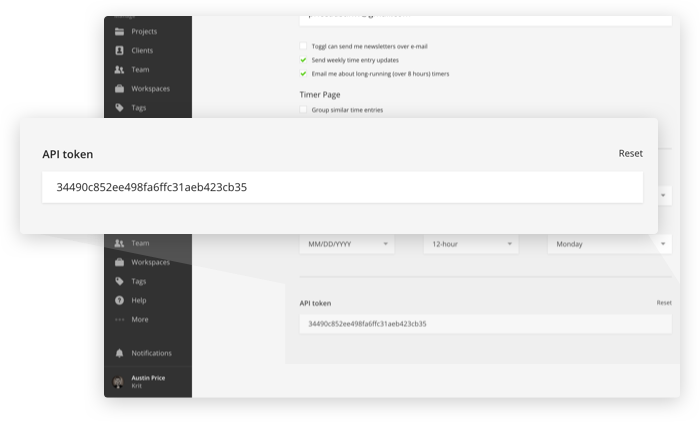 Projects
Clients
Team
Workspaces
Tags
Toggl can send me newsletters over e-mail
Send weekly time entry updates
Email me about long-running (over 8 hours) timers
Timer Page
Group similar time entries
API token
Reset
34490c852ee498fa6ffc31aeb423cb35
Team
Workspaces
Tags
Help
More
Notifications
Austin Price
Krit
MM/DD/YYYY
12-hour
Monday
API token
Reset
34490c852ee498fa6ffc31aeb423cb35